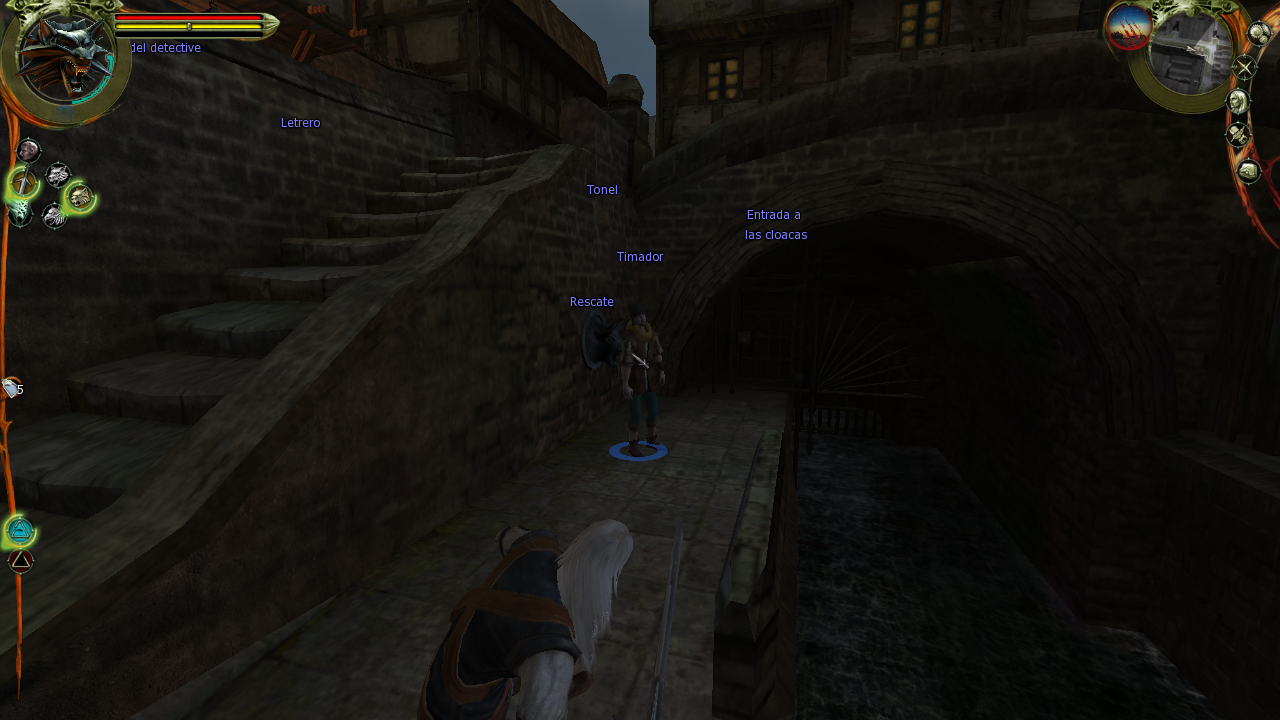 del detective
Letrero
Tonel
Entrada a
las cloacas
Timador
Rescate
5